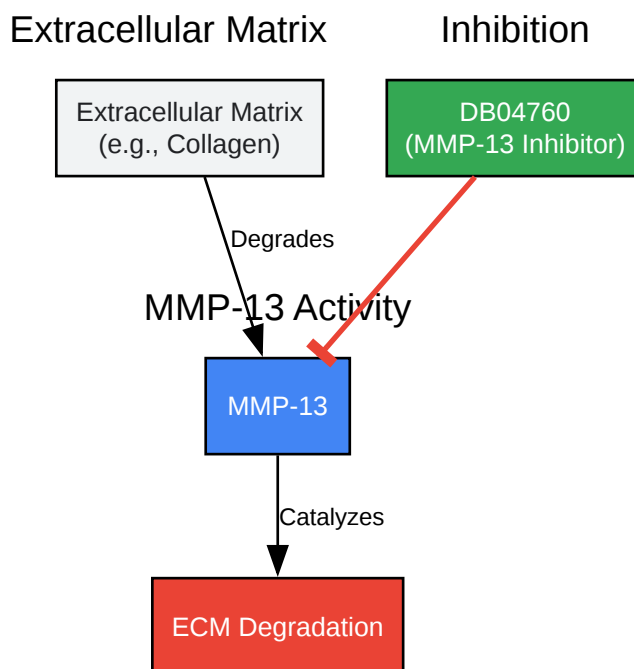 Extracellular Matrix
Inhibition
Extracellular Matrix
(e.g., Collagen)
DB04760
(MMP-13 Inhibitor)
Degrades
MMP-13 Activity
MMP-13
Catalyzes
ECM Degradation